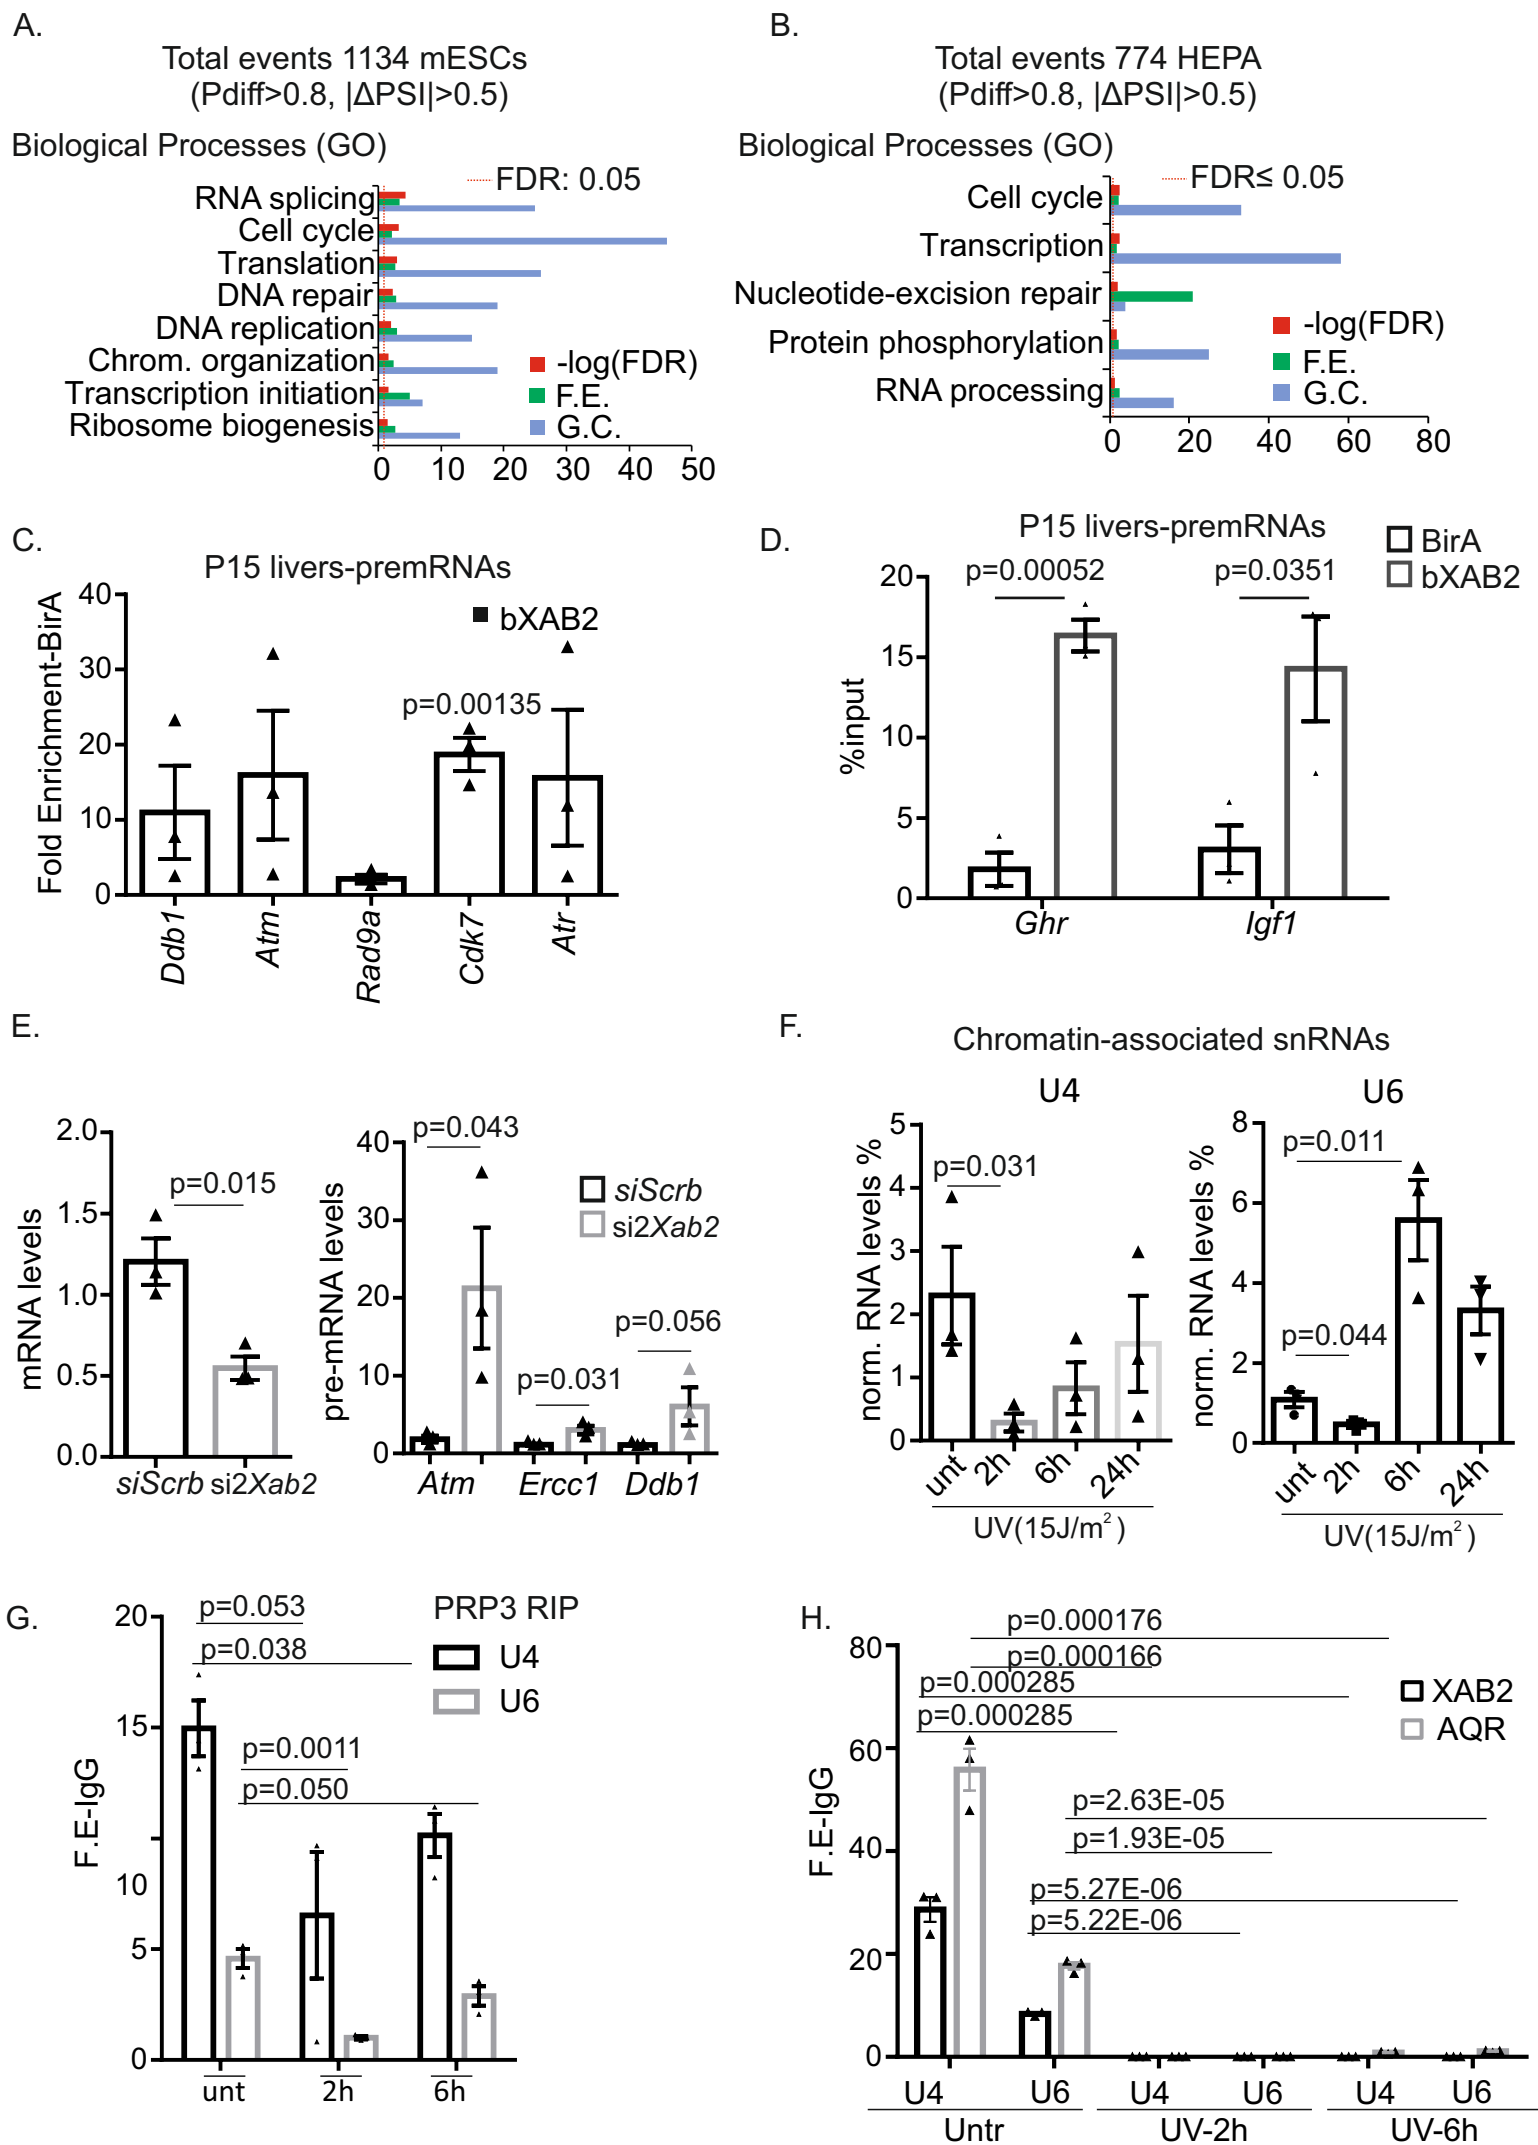 A.
Total events 1134 mESCs
(Pdiff>0.8, |ΔPSI|>0.5)
Biological Processes (GO)
FDR: 0.05
RNA splicing
Cell cycle
Translation
DNA repair
DNA replication
Chrom. organization
Transcription initiation
Ribosome biogenesis
-log(FDR)
F.E.
G.C.
0 10 20 30 40 50
B.
Total events 774 HEPA
(Pdiff>0.8, |ΔPSI|>0.5)
Biological Processes (GO)
FDR≤ 0.05
Cell cycle
Transcription
Nucleotide-excision repair
Protein phosphorylation
RNA processing
-log(FDR)
F.E.
G.C.
0 20 40 60 80
C.
P15 livers-premRNAs
bXAB2
Fold Enrichment-BirA
40
30
20
10
0
p=0.00135
Ddb1 Atm Rad9a Cdk7 Atr
D.
P15 livers-premRNAs
BirA
bXAB2
%input
20
15
10
5
0
p=0.00052 p=0.0351
Ghr Igf1
E.
mRNA levels
2.0
1.5
1.0
0.5
0.0
p=0.015
siScrb si2Xab2
pre-mRNA levels
40
30
20
10
0
p=0.043
siScrb
si2Xab2
p=0.056
p=0.031
Atm Ercc1 Ddb1
F.
Chromatin-associated snRNAs
U4
norm. RNA levels %
5
4
3
2
1
0
p=0.031
unt 2h 6h 24h
UV(15J/m²)
U6
norm. RNA levels %
8
6
4
2
0
p=0.011
p=0.044
unt 2h 6h 24h
UV(15J/m²)
G.
PRP3 RIP
U4
U6
F.E-IgG
20
15
10
5
0
p=0.053
p=0.038
p=0.0011
p=0.050
unt 2h 6h
H.
XAB2
AQR
F.E-IgG
80
60
40
20
0
p=0.000176
p=0.000166
p=0.000285
p=0.000285
p=2.63E-05
p=1.93E-05
p=5.27E-06
p=5.22E-06
U4 U6 U4 U6 U4 U6
Untr UV-2h UV-6h